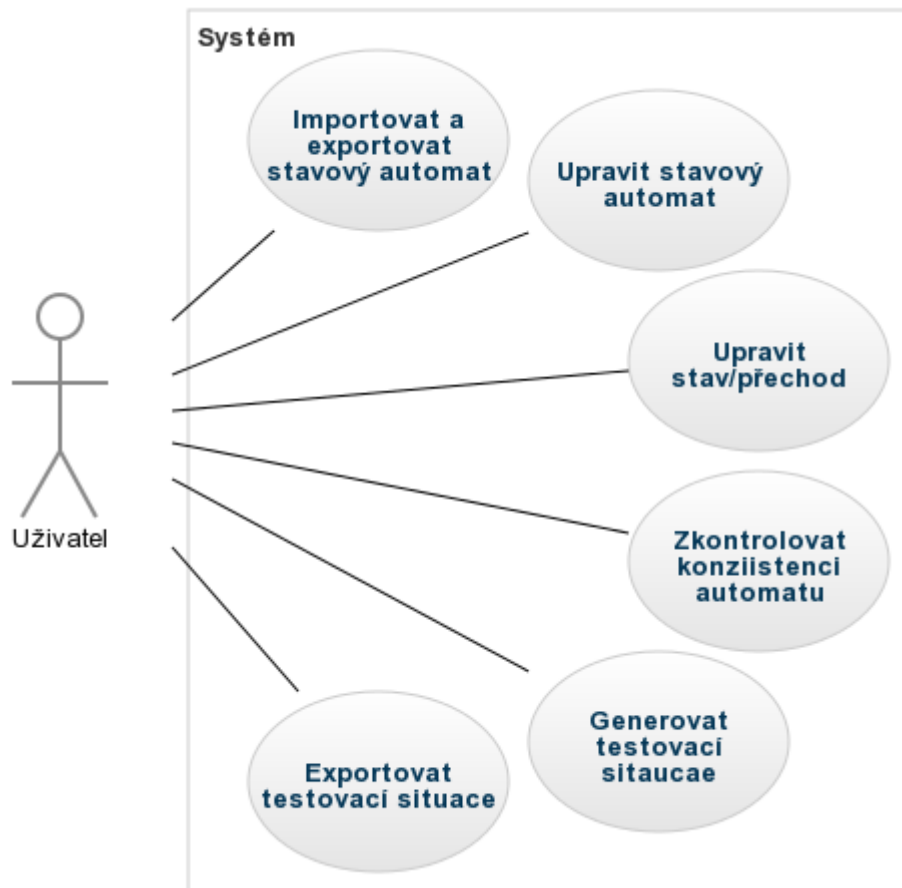 Systém
Importovat a
exportovat
stavový automat
Upravit stavový
automat
Upravit
stav/přechod
Uživatel
Zkontrolovat
konziistenci
automatu
Generovat
testovací
sitaucae
Exportovat
testovací situace